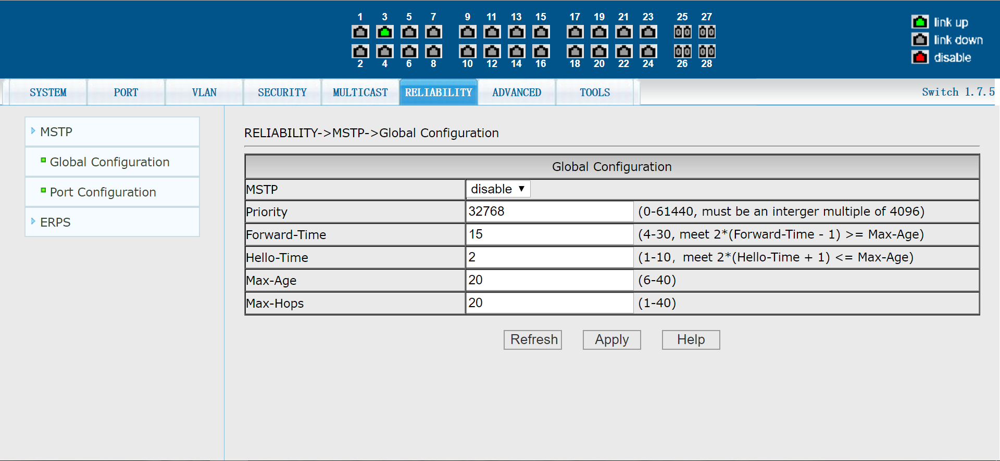 1 3 5 7 9 11 13 15 17 19 21 23 25 27
2 4 6 8 10 12 14 16 18 20 22 24 26 28
link up
link down
disable
SYSTEM PORT VLAN SECURITY MULTICAST RELIABILITY ADVANCED TOOLS Switch 1.7.5
MSTP
Global Configuration
Port Configuration
ERPS
RELIABILITY->MSTP->Global Configuration
Global Configuration
MSTP disable
Priority 32768 (0-61440, must be an interger multiple of 4096)
Forward-Time 15 (4-30, meet 2*(Forward-Time - 1) >= Max-Age)
Hello-Time 2 (1-10, meet 2*(Hello-Time + 1) <= Max-Age)
Max-Age 20 (6-40)
Max-Hops 20 (1-40)
Refresh Apply Help